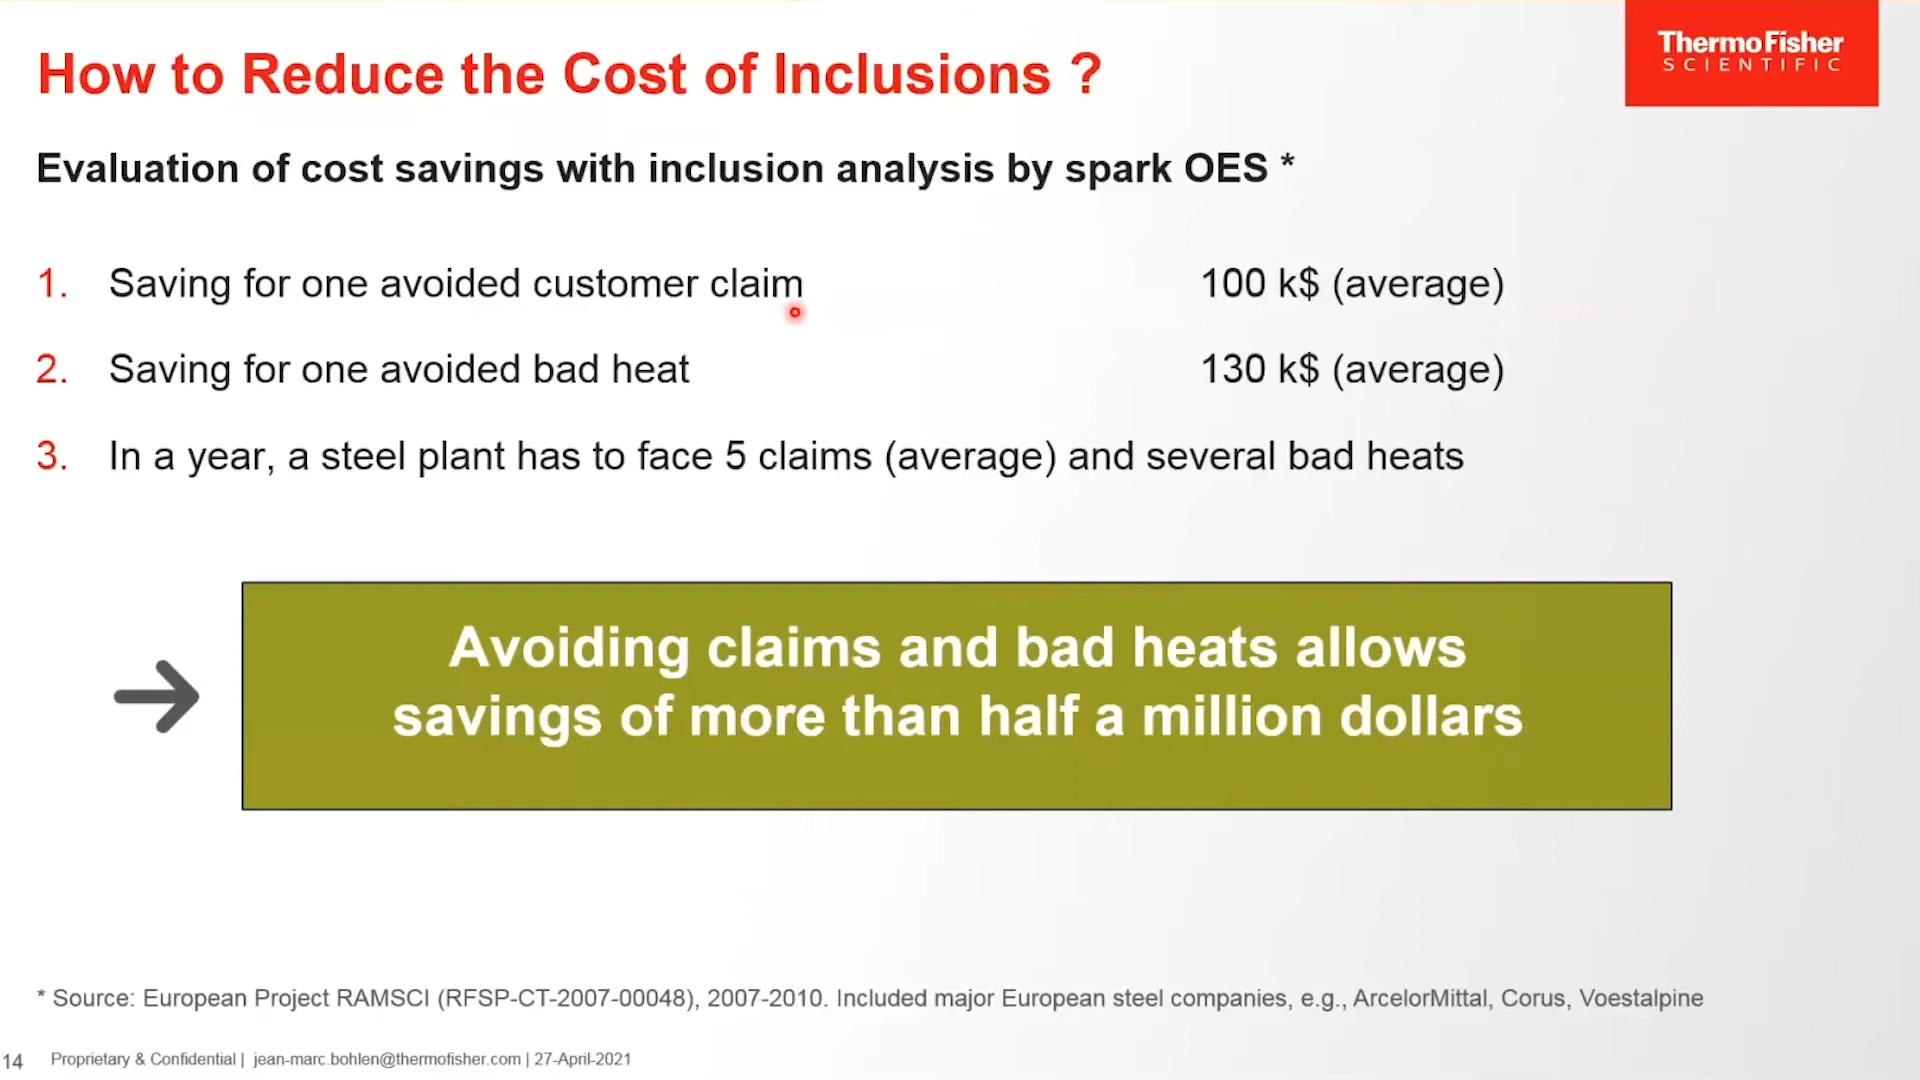 How to Reduce the Cost of Inclusions ?
ThermoFisher
SCIENTIFIC
Evaluation of cost savings with inclusion analysis by spark OES *
1. Saving for one avoided customer claim 100 k$ (average)
2. Saving for one avoided bad heat 130 k$ (average)
3. In a year, a steel plant has to face 5 claims (average) and several bad heats
Avoiding claims and bad heats allows
savings of more than half a million dollars
* Source: European Project RAMSCI (RFSP-CT-2007-00048), 2007-2010. Included major European steel companies, e.g., ArcelorMittal, Corus, Voestalpine
14 Proprietary & Confidential | jean-marc.bohlen@thermofisher.com | 27-April-2021